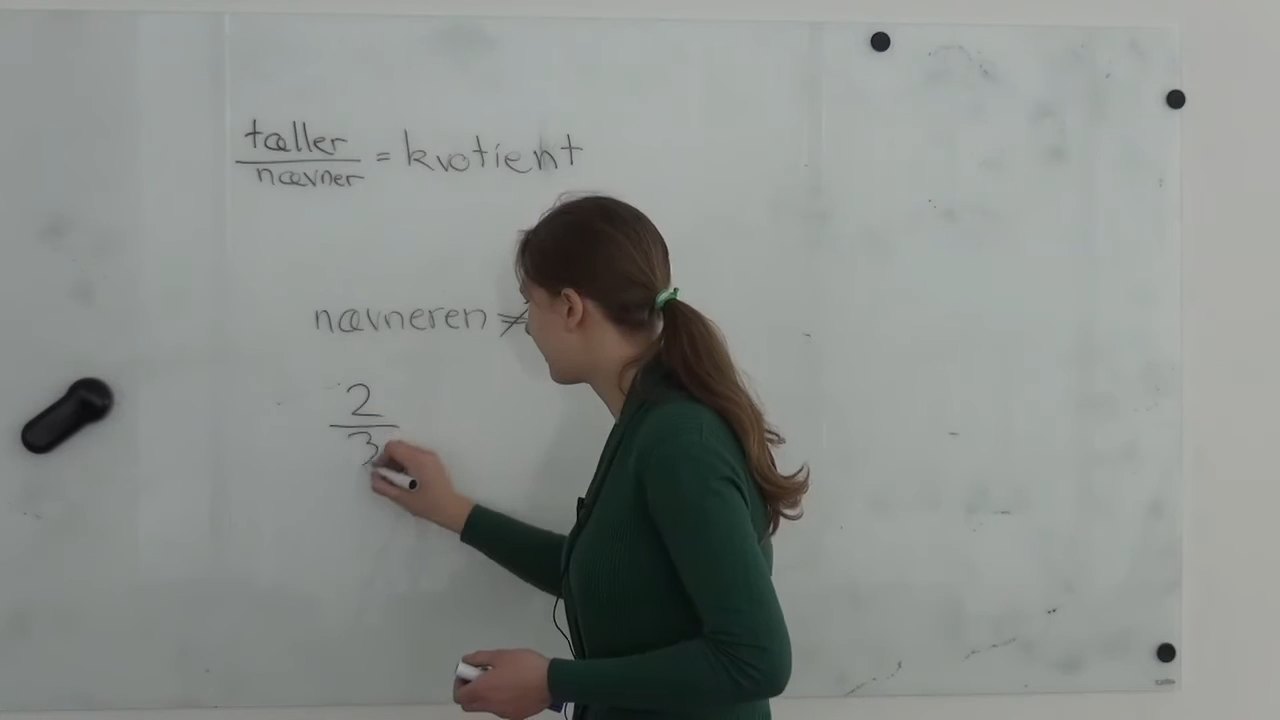 tæller
nævner = kvotient
nævneren ≠
2
3